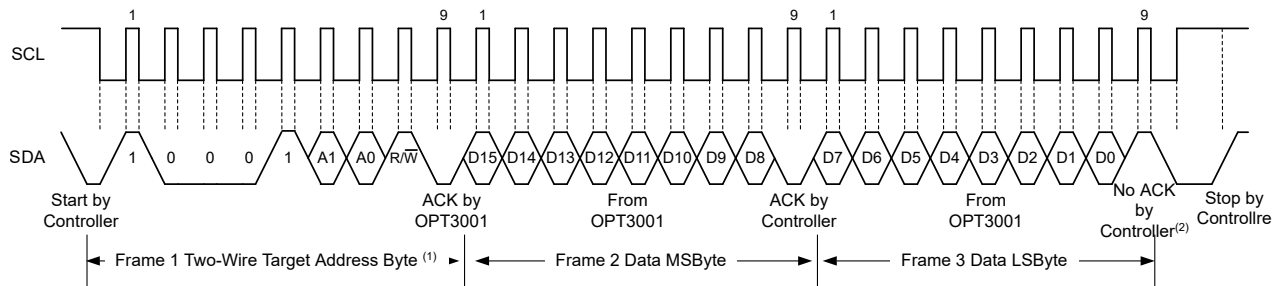 1 9 1 9 1 9
SCL
SDA
1 0 0 0 1 A1 A0 R/W̅ D15 D14 D13 D12 D11 D10 D9 D8 D7 D6 D5 D4 D3 D2 D1 D0
Start by
Controller
ACK by
OPT3001
From
OPT3001
ACK by
Controller
From
OPT3001
No ACK
by
Controller(2)
Stop by
Controllre
Frame 1 Two-Wire Target Address Byte (1)
Frame 2 Data MSByte
Frame 3 Data LSByte